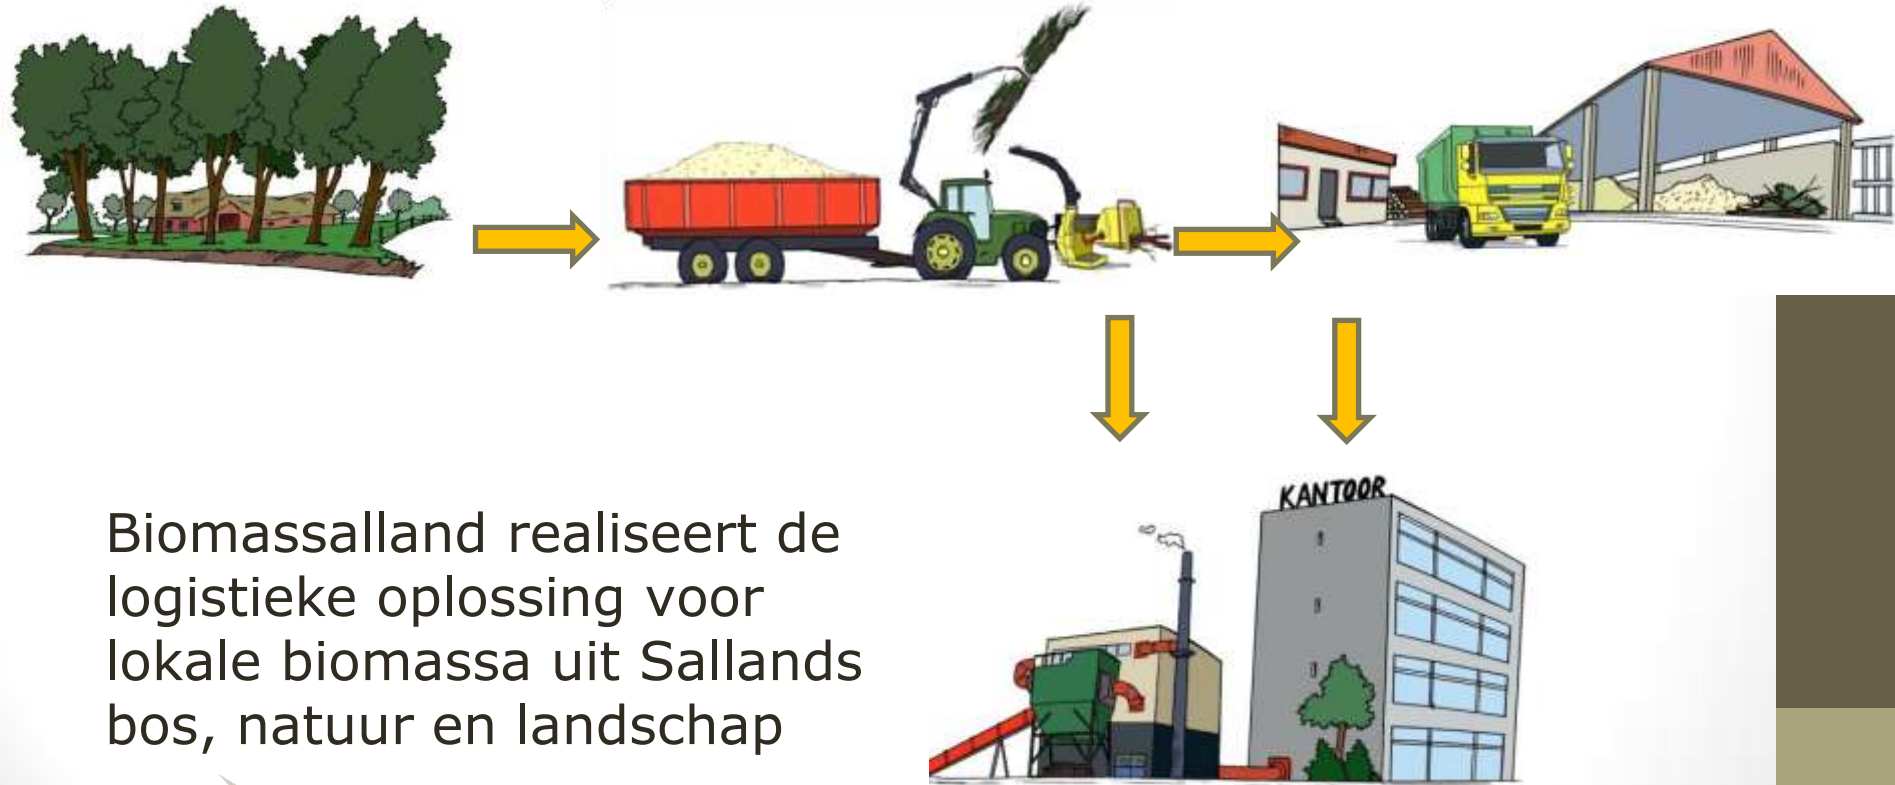 KANTOOR
Biomassalland realiseert de
logistieke oplossing voor
lokale biomassa uit Sallands
bos, natuur en landschap